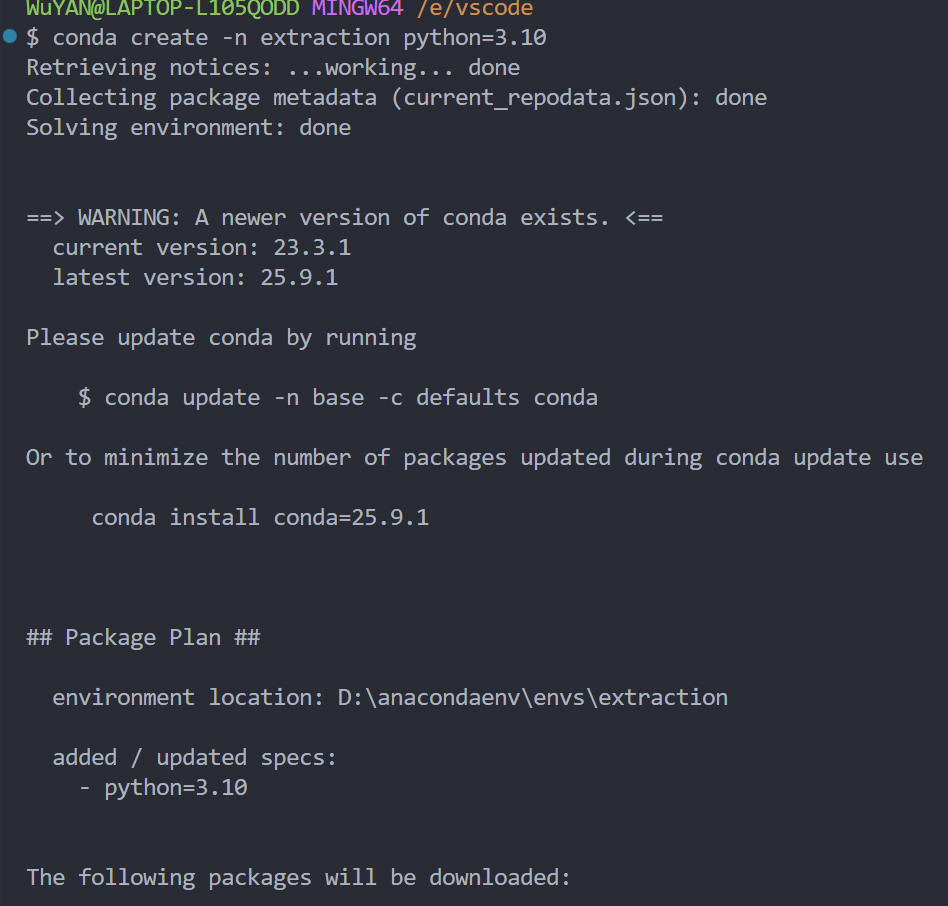 WuYAN@LAPTOP-L105QODD MINGW64 /e/vscode
$ conda create -n extraction python=3.10
Retrieving notices: ...working... done
Collecting package metadata (current_repodata.json): done
Solving environment: done
==> WARNING: A newer version of conda exists. <==
current version: 23.3.1
latest version: 25.9.1
Please update conda by running
$ conda update -n base -c defaults conda
Or to minimize the number of packages updated during conda update use
conda install conda=25.9.1
## Package Plan ##
environment location: D:\anacondaenv\envs\extraction
added / updated specs:
- python=3.10
The following packages will be downloaded: